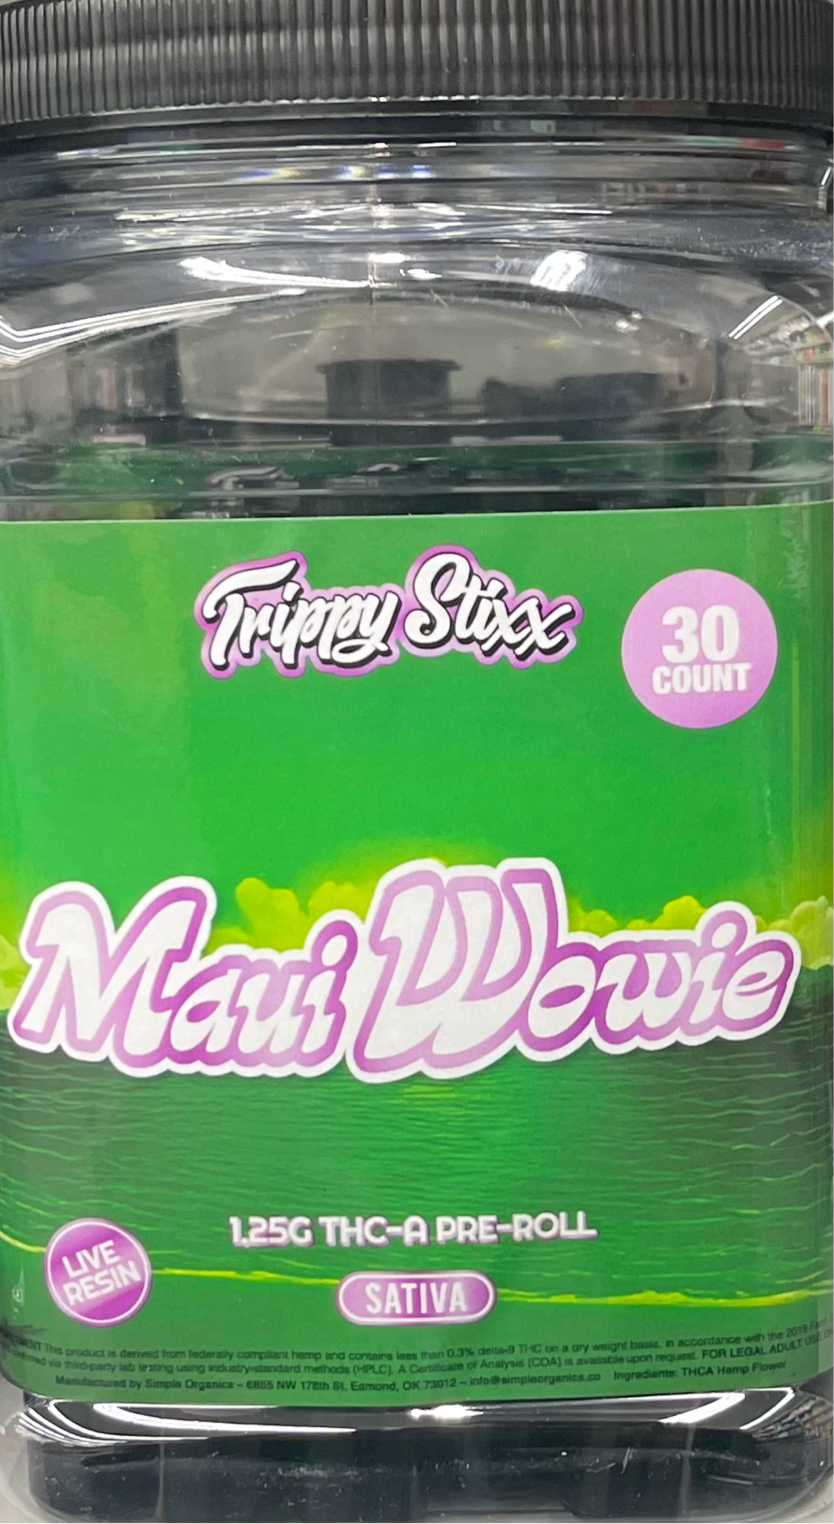 Trippy Stixx
30
COUNT
Maui Wowie
1.25G THC-A PRE-ROLL
LIVE
RESIN
SATIVA
This product is derived from federally compliant hemp and contains less than 0.3% delta-9 THC on a dry weight basis, in accordance with the 2018
via third-party lab testing using industry-standard methods (HPLC). A Certificate of Analysis (COA) is available upon request. FOR LEGAL ADULT USE
Manufactured by Simple Organics – 6855 NW 178th St. Edmond, OK 73012 – info@simpleorganics.co Ingredients: THCA Hemp Flower